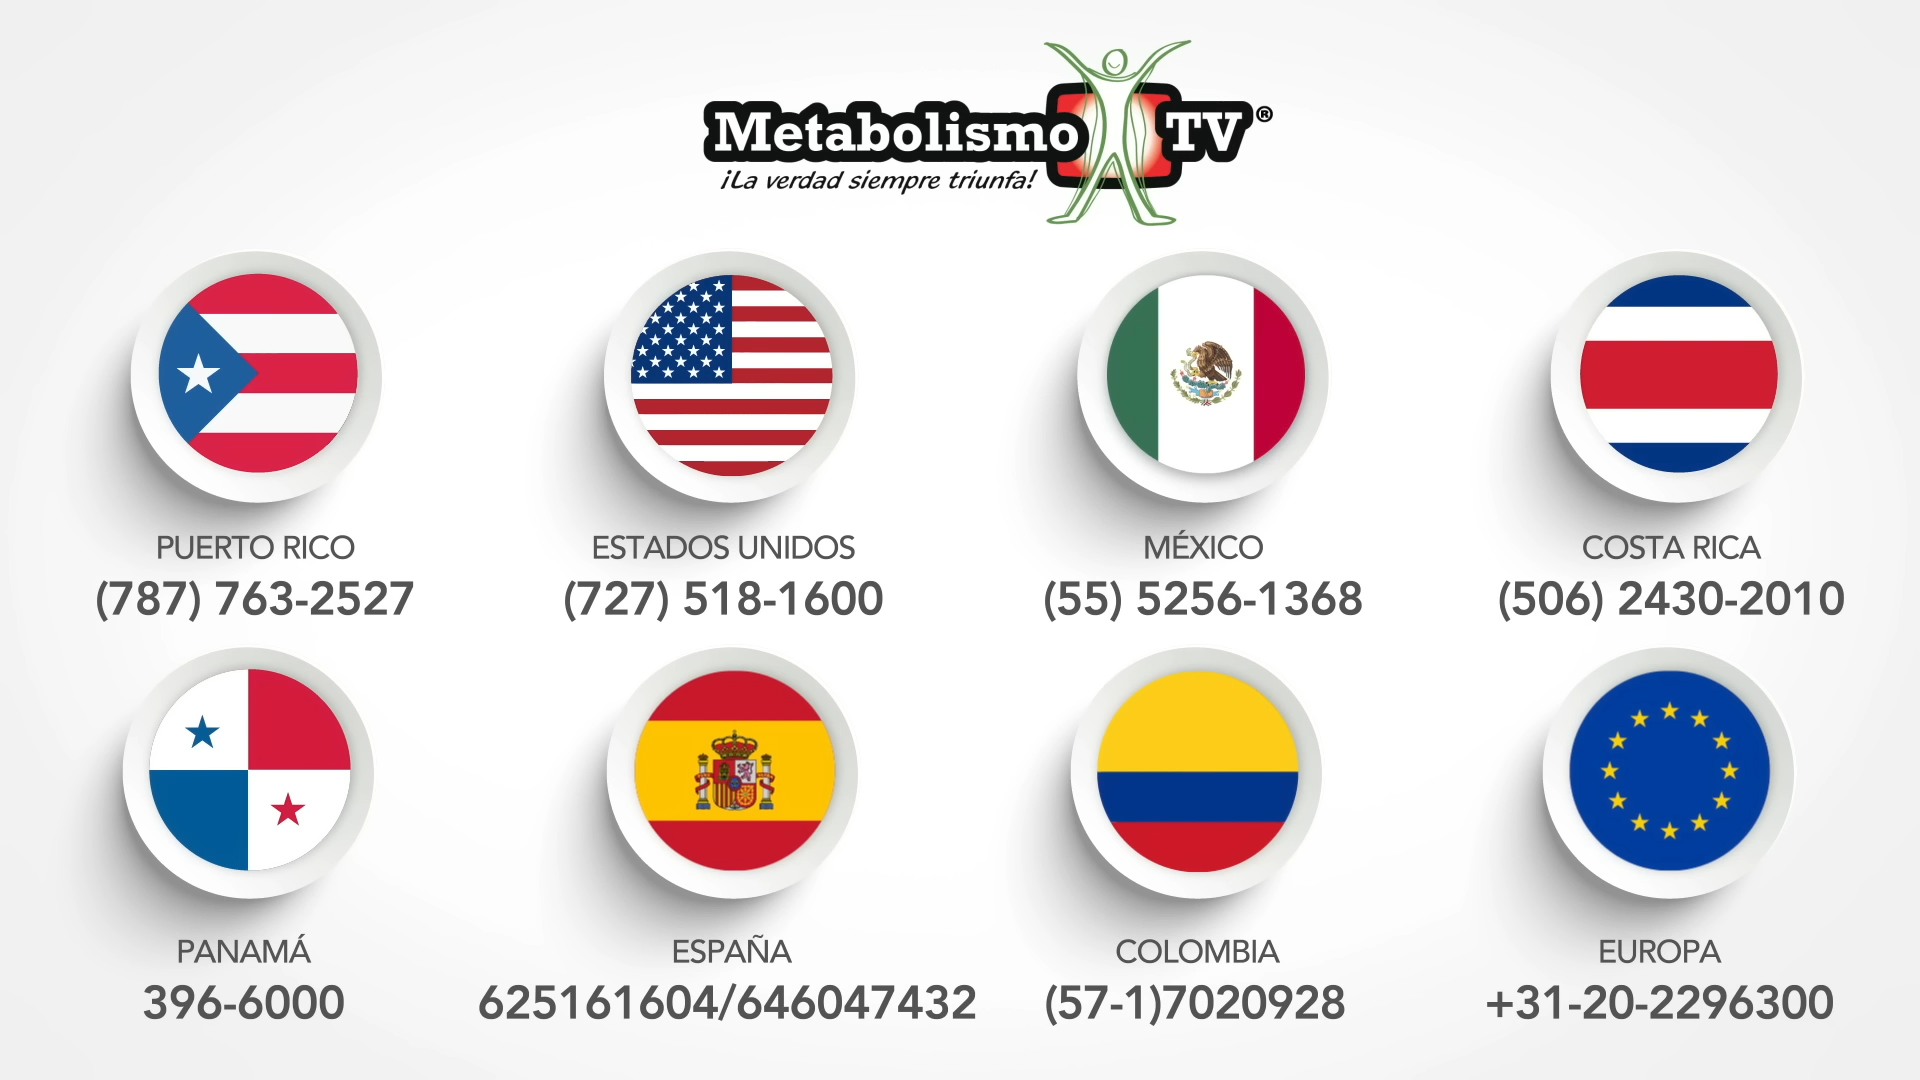 Metabolismo TV®
¡La verdad siempre triunfa!
PUERTO RICO
(787) 763-2527
ESTADOS UNIDOS
(727) 518-1600
MÉXICO
(55) 5256-1368
COSTA RICA
(506) 2430-2010
PANAMÁ
396-6000
ESPAÑA
625161604/646047432
COLOMBIA
(57-1)7020928
EUROPA
+31-20-2296300